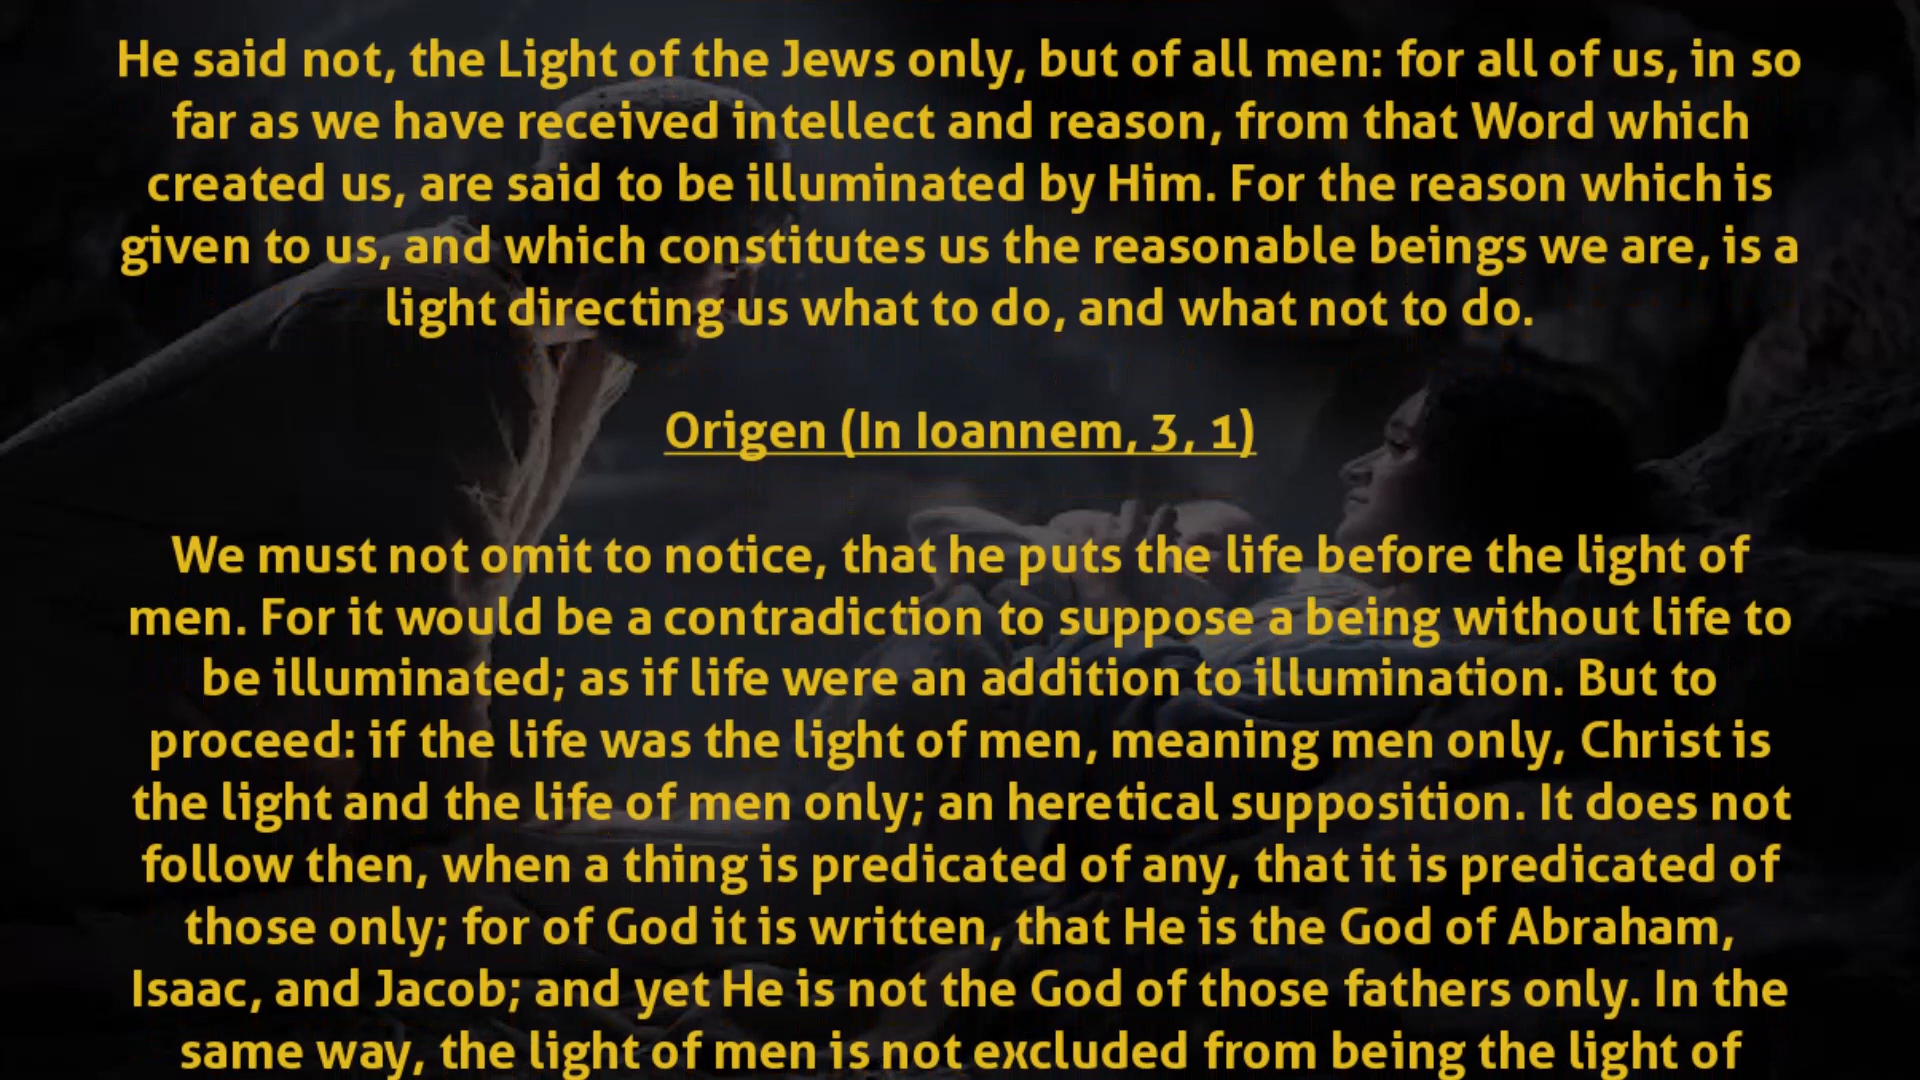 He said not, the Light of the Jews only, but of all men: for all of us, in so
far as we have received intellect and reason, from that Word which
created us, are said to be illuminated by Him. For the reason which is
given to us, and which constitutes us the reasonable beings we are, is a
light directing us what to do, and what not to do.
Origen (In Ioannem, 3, 1)
We must not omit to notice, that he puts the life before the light of
men. For it would be a contradiction to suppose a being without life to
be illuminated; as if life were an addition to illumination. But to
proceed: if the life was the light of men, meaning men only, Christ is
the light and the life of men only; an heretical supposition. It does not
follow then, when a thing is predicated of any, that it is predicated of
those only; for of God it is written, that He is the God of Abraham,
Isaac, and Jacob; and yet He is not the God of those fathers only. In the
same way, the light of men is not excluded from being the light of